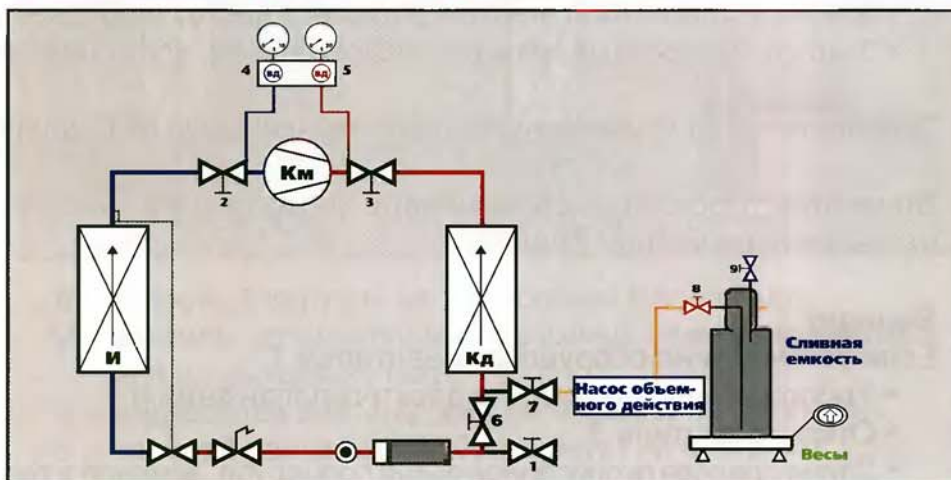 4
ВД
ВД
5
2
Км
3
И
Кд
6
7
1
Насос объем-
ного действия
8
9
Сливная
емкость
Весы